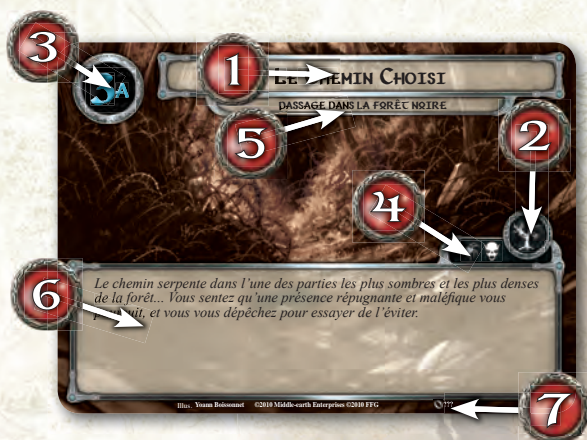 3
1
LE CHEMIN CHOISI
3A
PASSAGE DANS LA FORÊT NOIRE
2
5
4
6
Le chemin serpente dans l'une des parties les plus sombres et les plus denses
de la forêt... Vous sentez qu'une présence répugnante et maléfique vous
uit, et vous vous dépêchez pour essayer de l'éviter.
Illus. Yoann Boissonnet ©2010 Middle-earth Enterprises ©2010 FFG
???
7